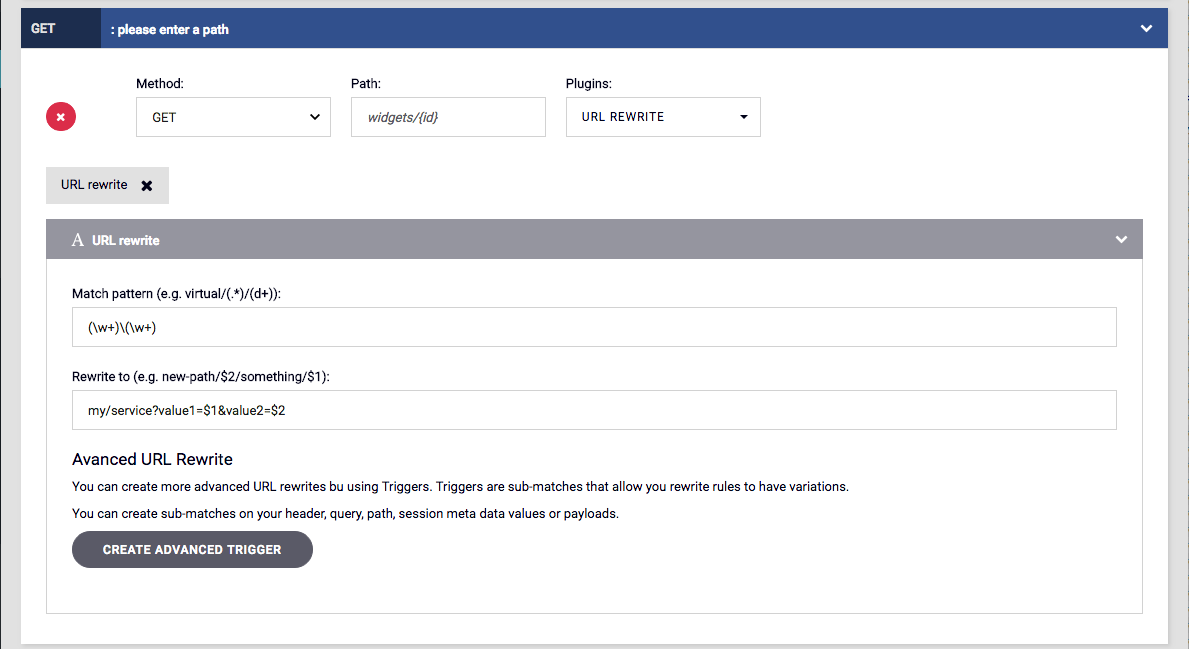 GET : please enter a path
Method: Path: Plugins:
GET widgets/{id} URL REWRITE
URL rewrite
A URL rewrite
Match pattern (e.g. virtual/(.*)/(d+)):
(\w+)\(\w+)
Rewrite to (e.g. new-path/$2/something/$1):
my/service?value1=$1&value2=$2
Avanced URL Rewrite
You can create more advanced URL rewrites bu using Triggers. Triggers are sub-matches that allow you rewrite rules to have variations.
You can create sub-matches on your header, query, path, session meta data values or payloads.
CREATE ADVANCED TRIGGER